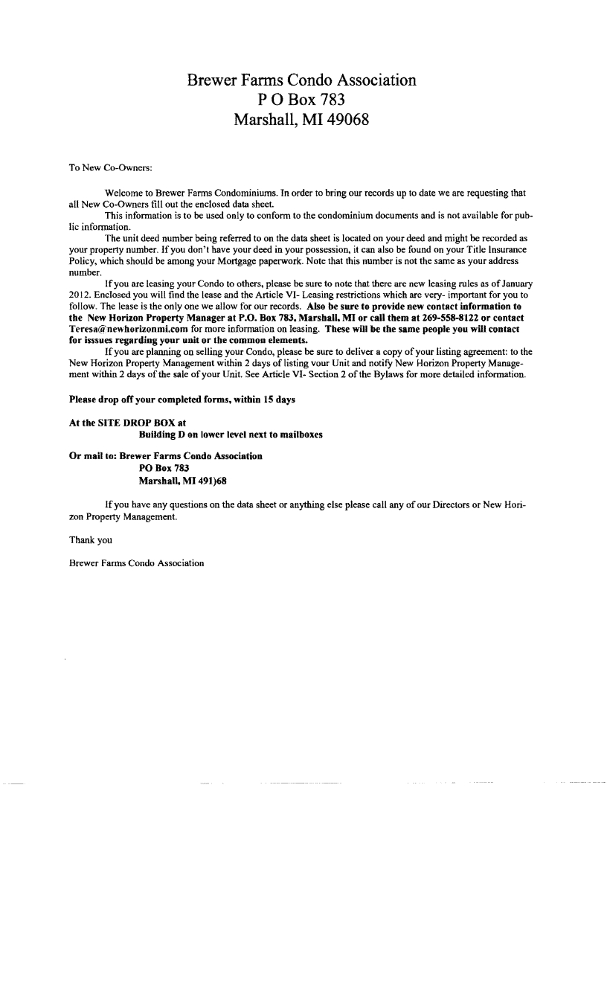 Brewer Farms Condo Association
P O Box 783
Marshall, MI 49068
To New Co-Owners:
Welcome to Brewer Farms Condominiums. In order to bring our records up to date we are requesting that
all New Co-Owners fill out the enclosed data sheet.
This information is to be used only to conform to the condominium documents and is not available for pub-
lic information.
The unit deed number being referred to on the data sheet is located on your deed and might be recorded as
your property number. If you don't have your deed in your possession, it can also be found on your Title Insurance
Policy, which should be among your Mortgage paperwork. Note that this number is not the same as your address
number.
If you are leasing your Condo to others, please be sure to note that there are new leasing rules as of January
2012. Enclosed you will find the lease and the Article VI- Leasing restrictions which are very- important for you to
follow. The lease is the only one we allow for our records. Also be sure to provide new contact information to
the New Horizon Property Manager at P.O. Box 783, Marshall, MI or call them at 269-558-8122 or contact
Teresa@newhorizonmi.com for more information on leasing. These will be the same people you will contact
for isssues regarding your unit or the common elements.
If you are planning on selling your Condo, please be sure to deliver a copy of your listing agreement: to the
New Horizon Property Management within 2 days of listing vour Unit and notify New Horizon Property Manage-
ment within 2 days of the sale of your Unit. See Article VI- Section 2 of the Bylaws for more detailed information.
Please drop off your completed forms, within 15 days
At the SITE DROP BOX at
Building D on lower level next to mailboxes
Or mail to: Brewer Farms Condo Association
PO Box 783
Marshall, MI 491)68
If you have any questions on the data sheet or anything else please call any of our Directors or New Hori-
zon Property Management.
Thank you
Brewer Farms Condo Association